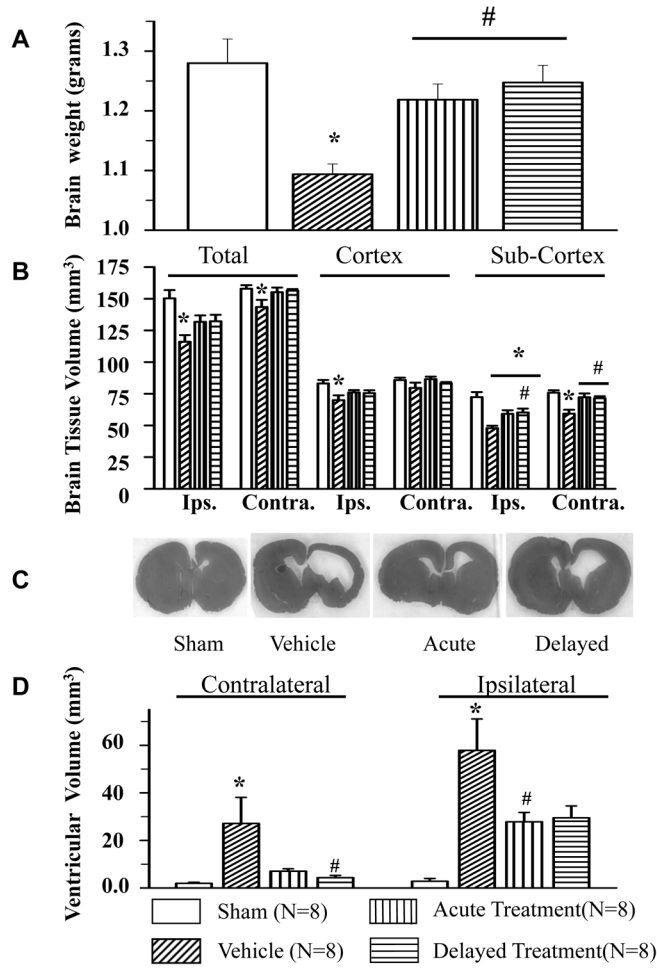 A
Brain weight (grams)
1.3
1.2
1.1
1.0
*
#
B
Brain Tissue Volume (mm³)
Total Cortex Sub-Cortex
175
150
125
100
75
50
25
0
* * * * # * #
Ips. Contra. Ips. Contra. Ips. Contra.
C
Sham Vehicle Acute Delayed
D
Ventricular Volume (mm³)
Contralateral Ipsilateral
60
40
20
0.0
* # * #
Sham (N=8) Acute Treatment(N=8)
Vehicle (N=8) Delayed Treatment(N=8)